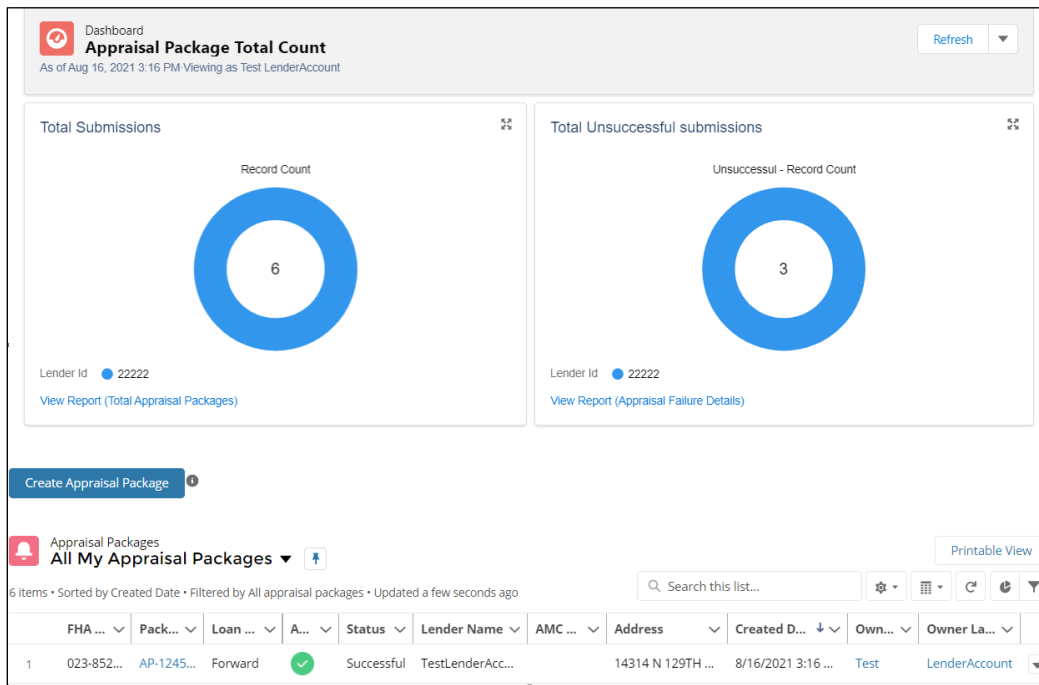 Dashboard
Appraisal Package Total Count
As of Aug 16, 2021 3:16 PM·Viewing as Test LenderAccount
Refresh
Total Submissions
Record Count
6
Lender Id 22222
View Report (Total Appraisal Packages)
Total Unsuccessful submissions
Unsuccessul - Record Count
3
Lender Id 22222
View Report (Appraisal Failure Details)
Create Appraisal Package
Appraisal Packages
All My Appraisal Packages
Printable View
6 items • Sorted by Created Date • Filtered by All appraisal packages • Updated a few seconds ago
Search this list...
FHA ... Pack... Loan ... A... Status Lender Name AMC ... Address Created D... Own... Owner La...
1 023-852... AP-1245... Forward Successful TestLenderAcc... 14314 N 129TH ... 8/16/2021 3:16 ... Test LenderAccount